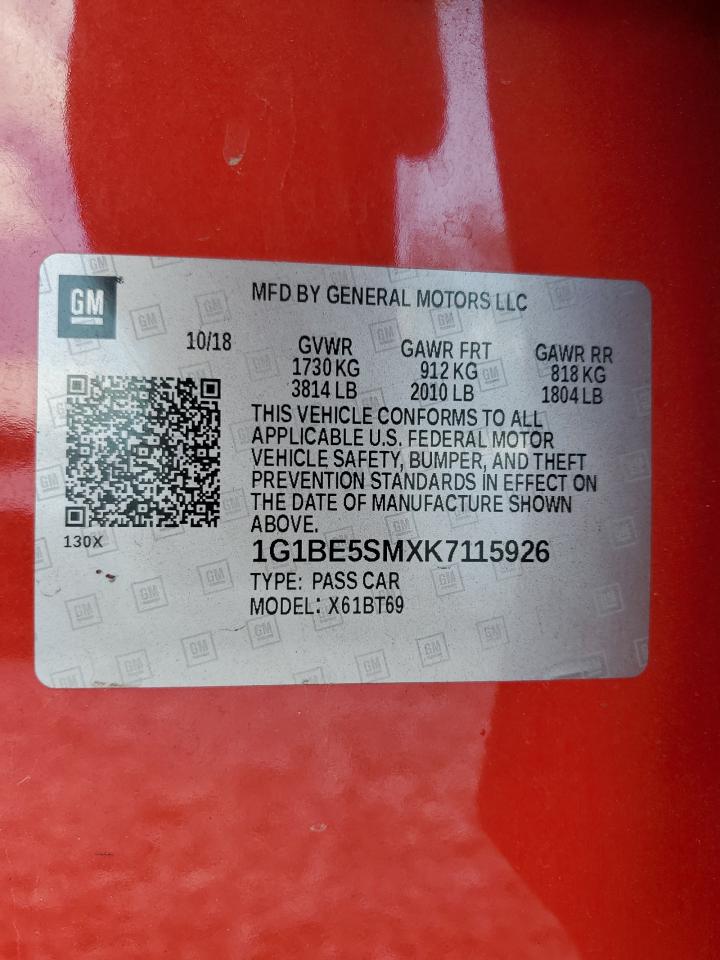 GM
MFD BY GENERAL MOTORS LLC
10/18
GVWR GAWR FRT GAWR RR
1730 KG 912 KG 818 KG
3814 LB 2010 LB 1804 LB
THIS VEHICLE CONFORMS TO ALL
APPLICABLE U.S. FEDERAL MOTOR
VEHICLE SAFETY, BUMPER, AND THEFT
PREVENTION STANDARDS IN EFFECT ON
THE DATE OF MANUFACTURE SHOWN
ABOVE.
130X
1G1BE5SMXK7115926
TYPE: PASS CAR
MODEL: X61BT69